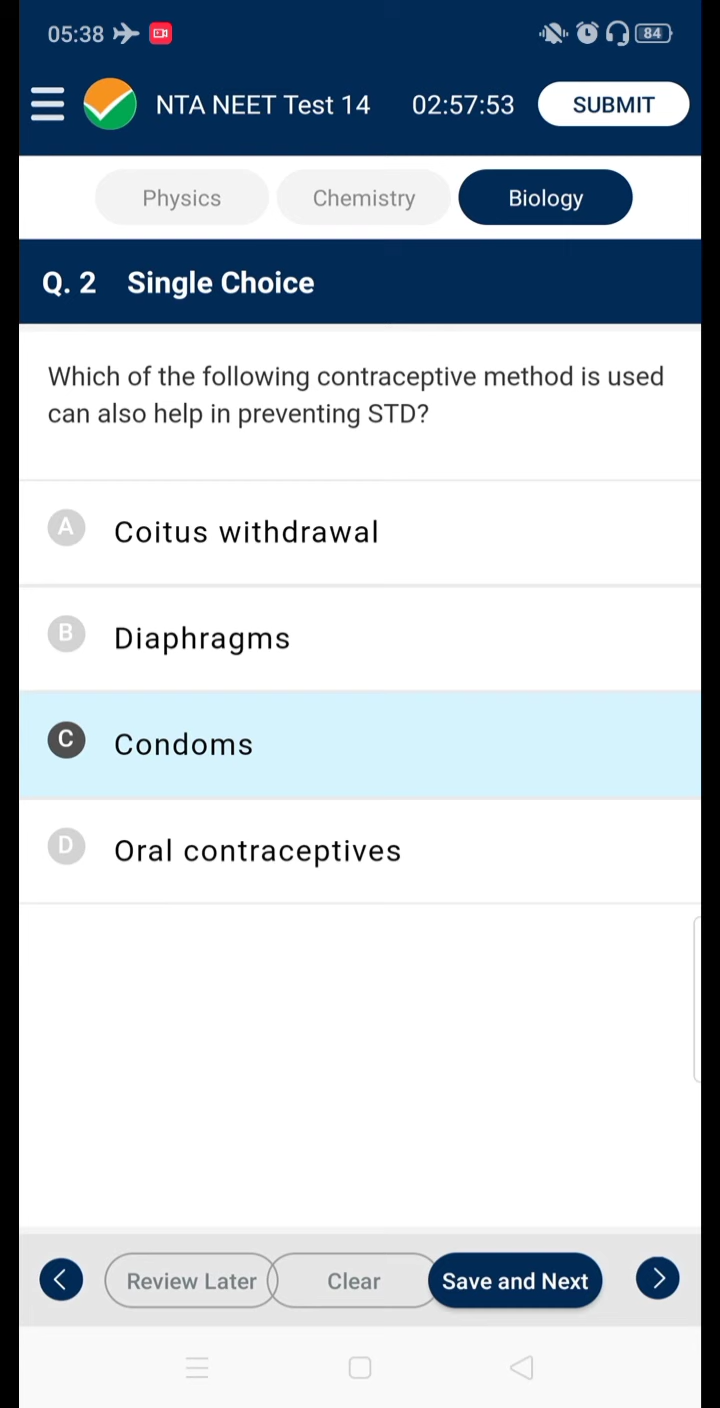 05:38 84
NTA NEET Test 14 02:57:53 SUBMIT
Physics Chemistry Biology
Q. 2 Single Choice
Which of the following contraceptive method is used
can also help in preventing STD?
A Coitus withdrawal
B Diaphragms
C Condoms
D Oral contraceptives
Review Later Clear Save and Next